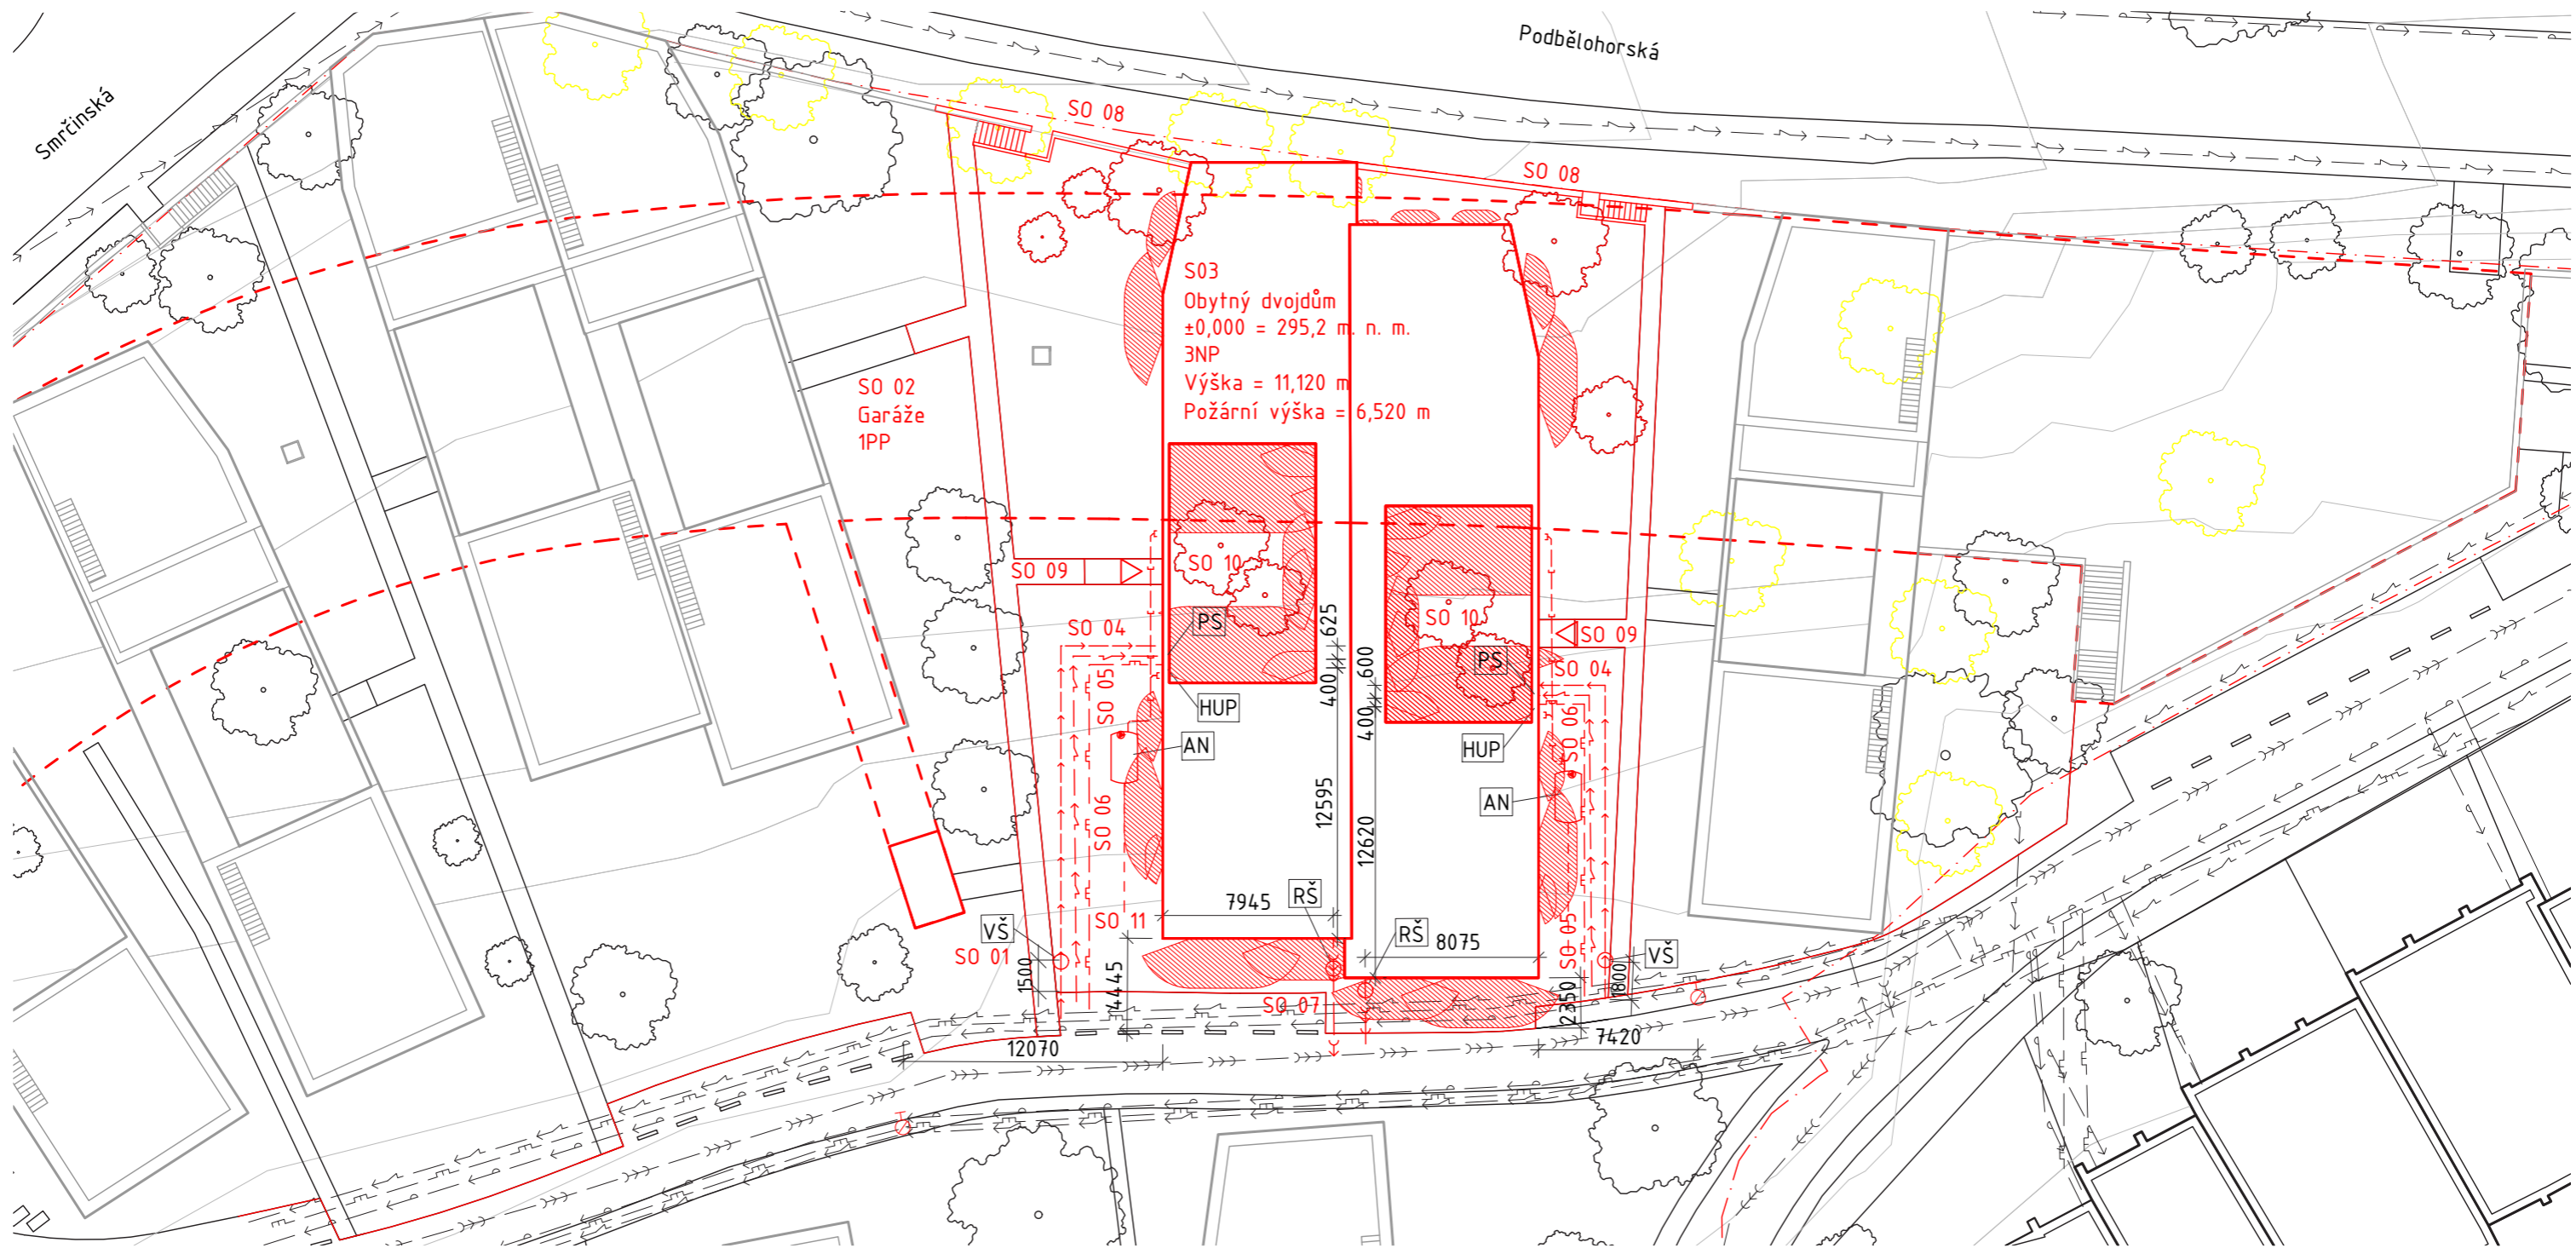 Podbělohorská
Smrčinská
SO 08
SO 08
S03
Obytný dvojdům
±0,000 = 295,2 m. n. m.
3NP
Výška = 11,120 m
Požární výška = 6,520 m
SO 02
Garáže
1PP
SO 09
SO 10
SO 10
SO 09
PS
PS
SO 04
SO 04
625
400
600
400
HUP
HUP
SO 05
SO 06
AN
AN
SO 06
SO 05
12595
12620
7945
RŠ
RŠ
8075
SO 11
VŠ
VŠ
SO 01
1500
4445
SO 07
2350
1800
12070
7420